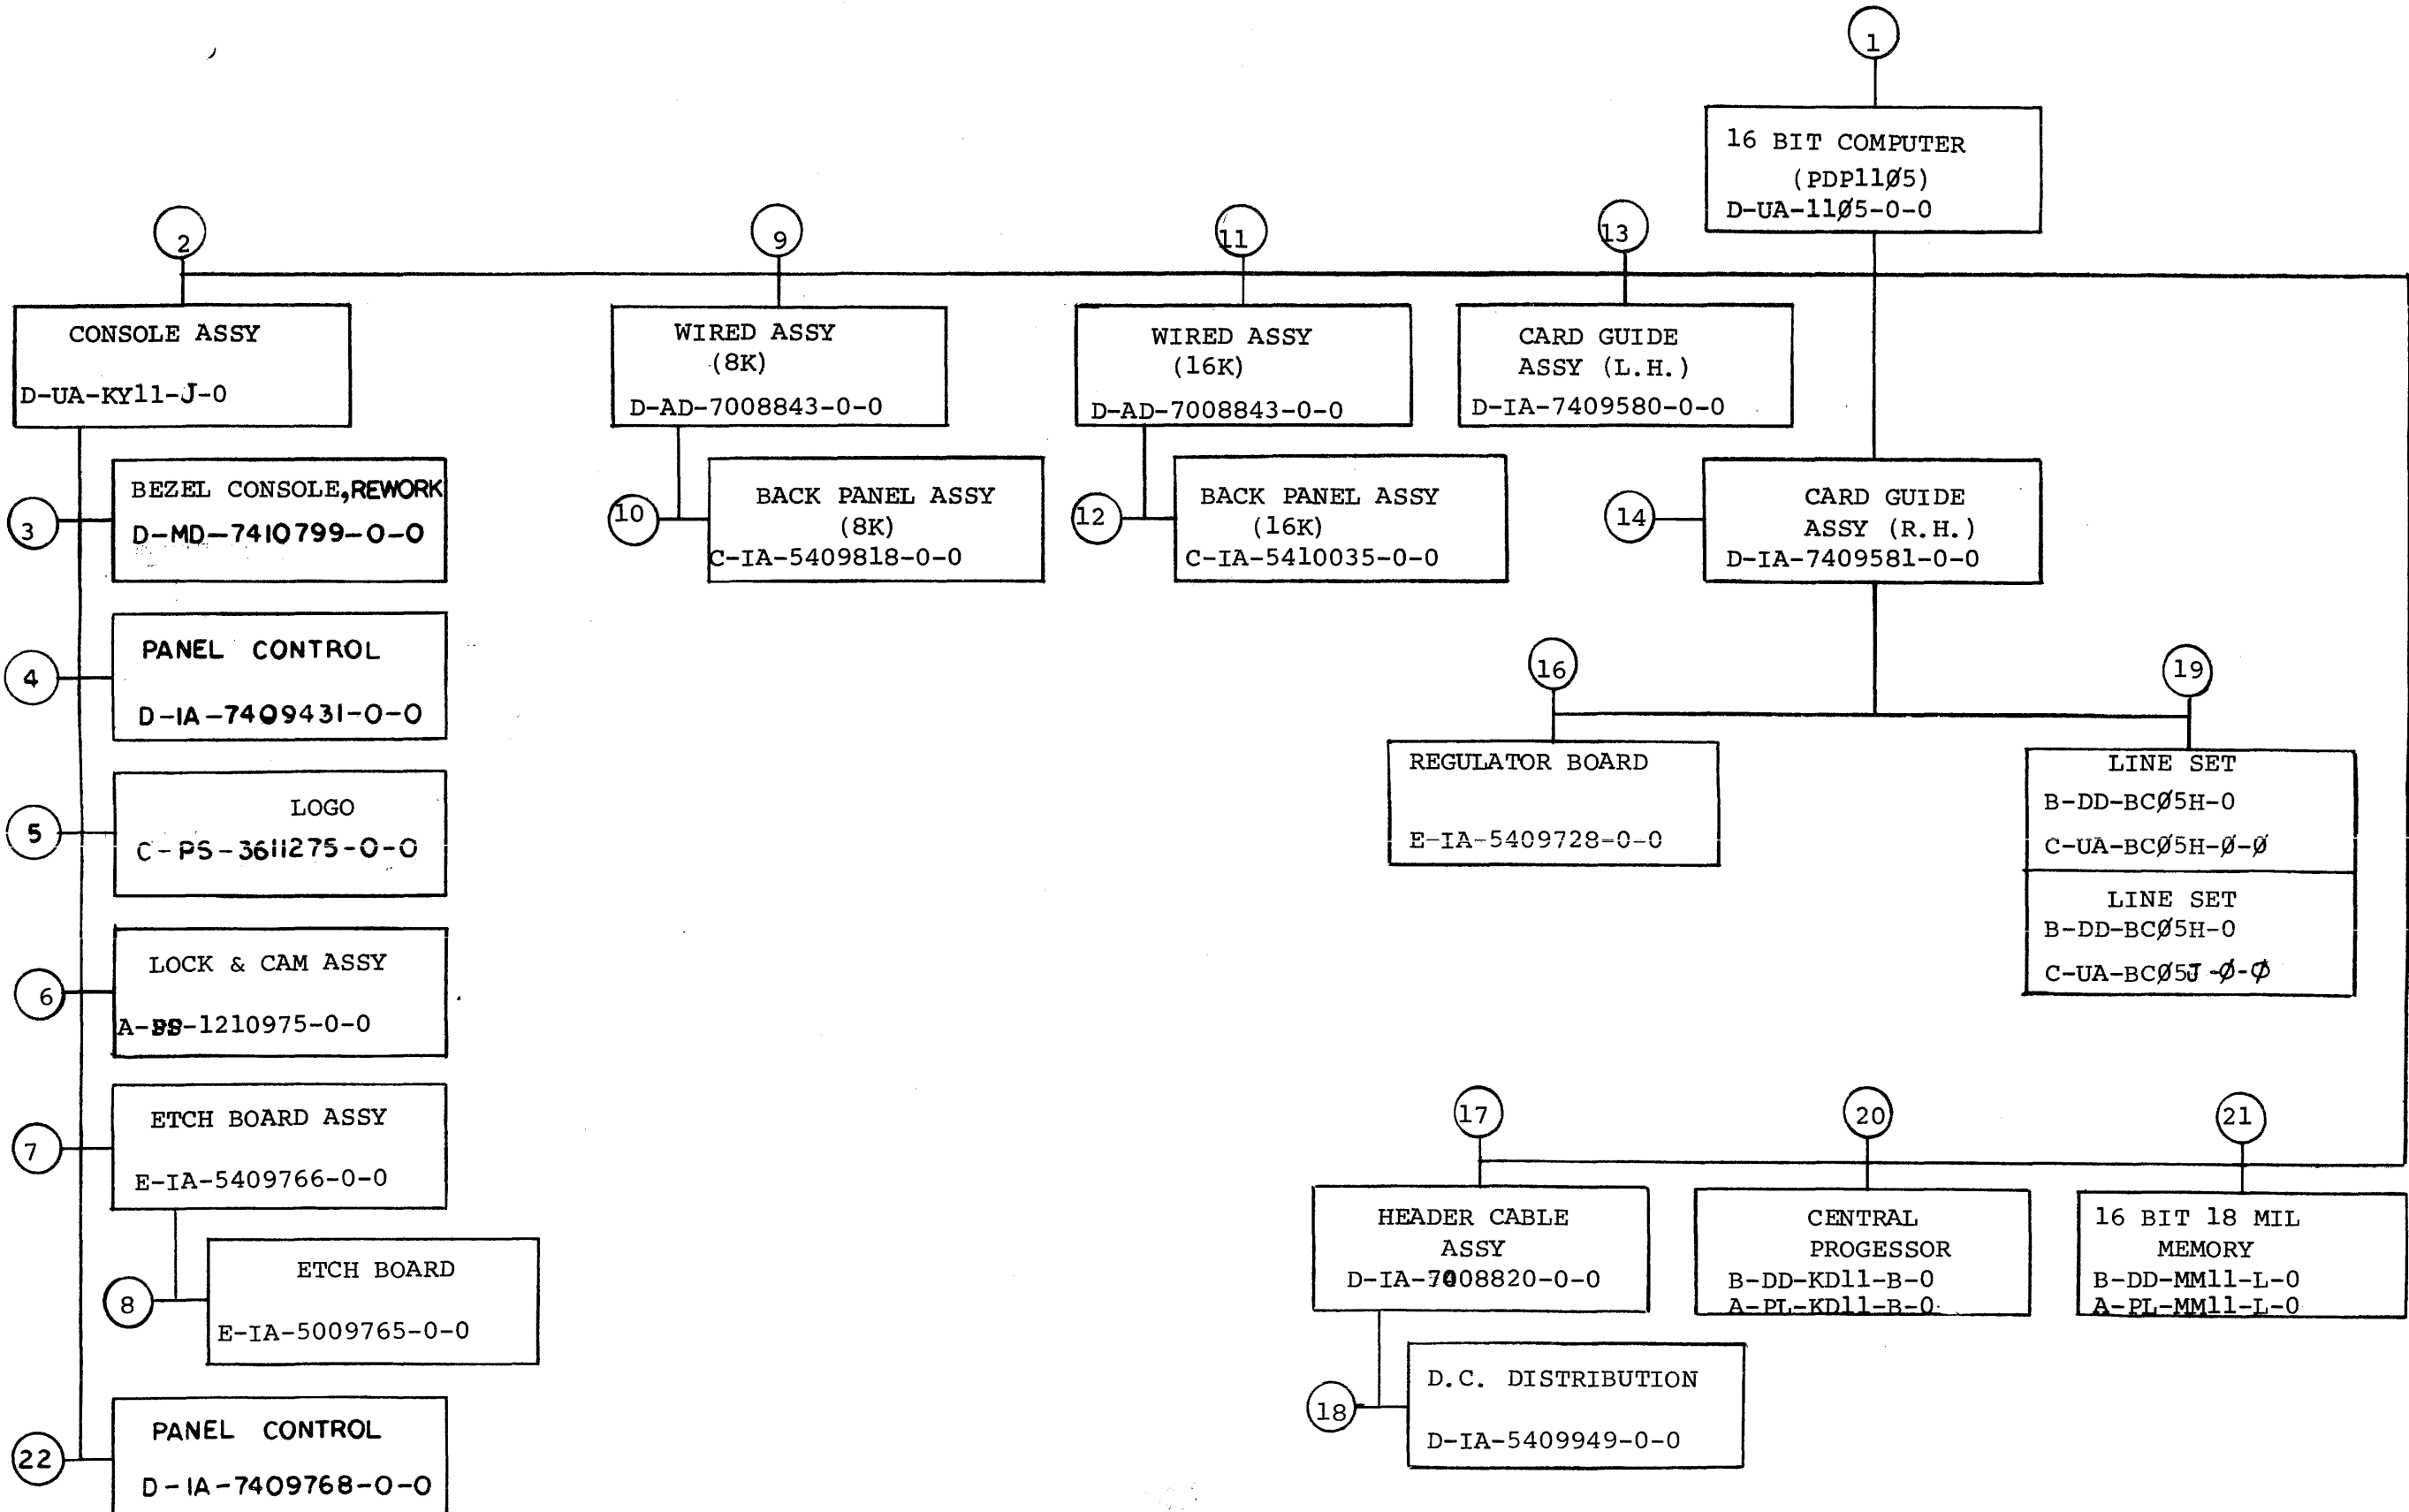 1
16 BIT COMPUTER
(PDP11Ø5)
D-UA-11Ø5-0-0
2
CONSOLE ASSY
D-UA-KY11-J-0
3
BEZEL CONSOLE, REWORK
D-MD-7410799-0-0
4
PANEL CONTROL
D-IA-7409431-0-0
5
LOGO
C-PS-3611275-0-0
6
LOCK & CAM ASSY
A-PS-1210975-0-0
7
ETCH BOARD ASSY
E-IA-5409766-0-0
8
ETCH BOARD
E-IA-5009765-0-0
22
PANEL CONTROL
D-IA-7409768-0-0
9
WIRED ASSY
(8K)
D-AD-7008843-0-0
10
BACK PANEL ASSY
(8K)
C-IA-5409818-0-0
11
WIRED ASSY
(16K)
D-AD-7008843-0-0
12
BACK PANEL ASSY
(16K)
C-IA-5410035-0-0
13
CARD GUIDE
ASSY (L.H.)
D-IA-7409580-0-0
14
CARD GUIDE
ASSY (R.H.)
D-IA-7409581-0-0
16
REGULATOR BOARD
E-IA-5409728-0-0
19
LINE SET
B-DD-BCØ5H-0
C-UA-BCØ5H-Ø-Ø
LINE SET
B-DD-BCØ5H-0
C-UA-BCØ5J-Ø-Ø
17
HEADER CABLE
ASSY
D-IA-7008820-0-0
18
D.C. DISTRIBUTION
D-IA-5409949-0-0
20
CENTRAL
PROGESSOR
B-DD-KD11-B-0
A-PL-KD11-B-0
21
16 BIT 18 MIL
MEMORY
B-DD-MM11-L-0
A-PL-MM11-L-0